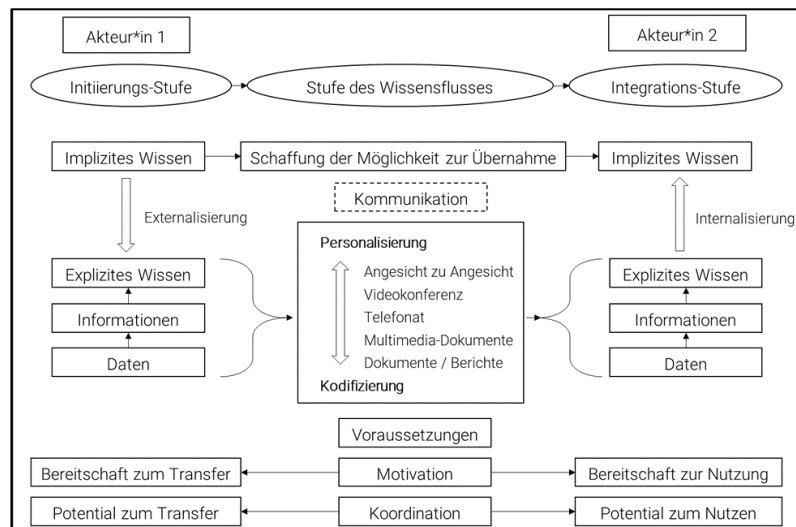 Akteur*in 1
Akteur*in 2
Initiierungs-Stufe
Stufe des Wissensflusses
Integrations-Stufe
Implizites Wissen
Schaffung der Möglichkeit zur Übernahme
Implizites Wissen
Kommunikation
Externalisierung
Internalisierung
Personalisierung
Angesicht zu Angesicht
Videokonferenz
Telefonat
Multimedia-Dokumente
Dokumente / Berichte
Kodifizierung
Explizites Wissen
Informationen
Daten
Explizites Wissen
Informationen
Daten
Voraussetzungen
Bereitschaft zum Transfer
Motivation
Bereitschaft zur Nutzung
Potential zum Transfer
Koordination
Potential zum Nutzen